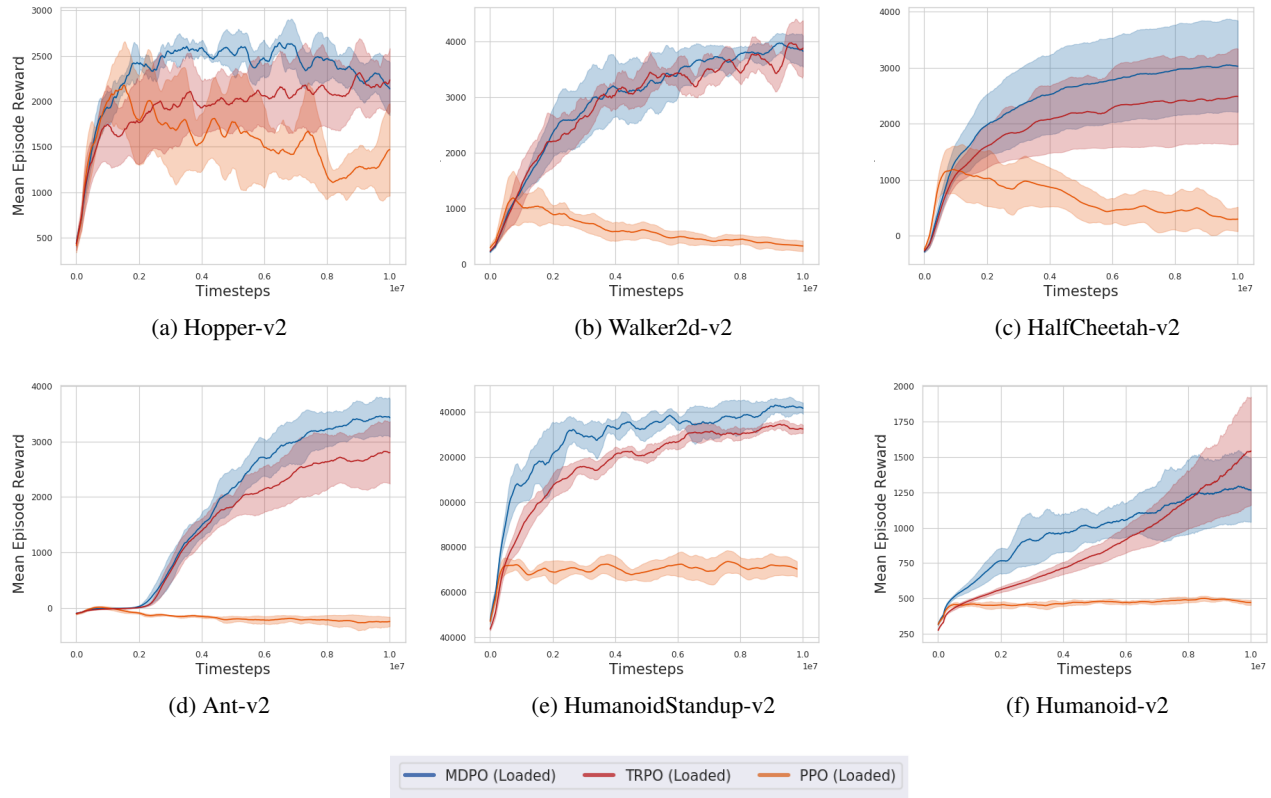 Mean Episode Reward
3000
2500
2000
1500
1000
500
0.0 0.2 0.4 0.6 0.8 1.0
1e7
Timesteps
(a) Hopper-v2
4000
3000
2000
1000
0
0.0 0.2 0.4 0.6 0.8 1.0
1e7
Timesteps
(b) Walker2d-v2
4000
3000
2000
1000
0
0.0 0.2 0.4 0.6 0.8 1.0
1e7
Timesteps
(c) HalfCheetah-v2
Mean Episode Reward
4000
3000
2000
1000
0
0.0 0.2 0.4 0.6 0.8 1.0
1e7
Timesteps
(d) Ant-v2
40000
20000
00000
80000
60000
40000
0.0 0.2 0.4 0.6 0.8 1.0
1e7
Timesteps
(e) HumanoidStandup-v2
Mean Episode Reward
2000
1750
1500
1250
1000
750
500
250
0.0 0.2 0.4 0.6 0.8 1.0
1e7
Timesteps
(f) Humanoid-v2
MDPO (Loaded) TRPO (Loaded) PPO (Loaded)